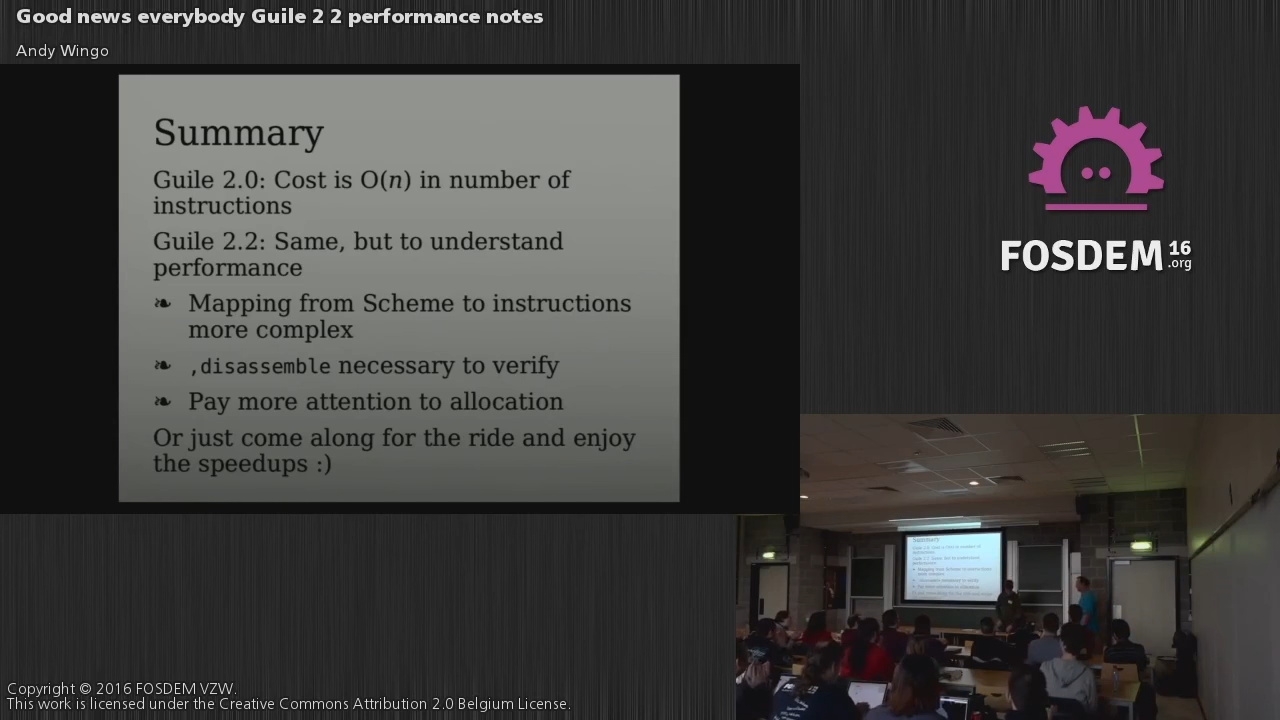 Good news everybody Guile 2 2 performance notes
Andy Wingo
Summary
Guile 2.0: Cost is O(n) in number of
instructions
Guile 2.2: Same, but to understand
performance
❧ Mapping from Scheme to instructions
more complex
❧ ,disassemble necessary to verify
❧ Pay more attention to allocation
Or just come along for the ride and enjoy
the speedups :)
FOSDEM 16
.org
Summary
Copyright © 2016 FOSDEM VZW.
This work is licensed under the Creative Commons Attribution 2.0 Belgium License.